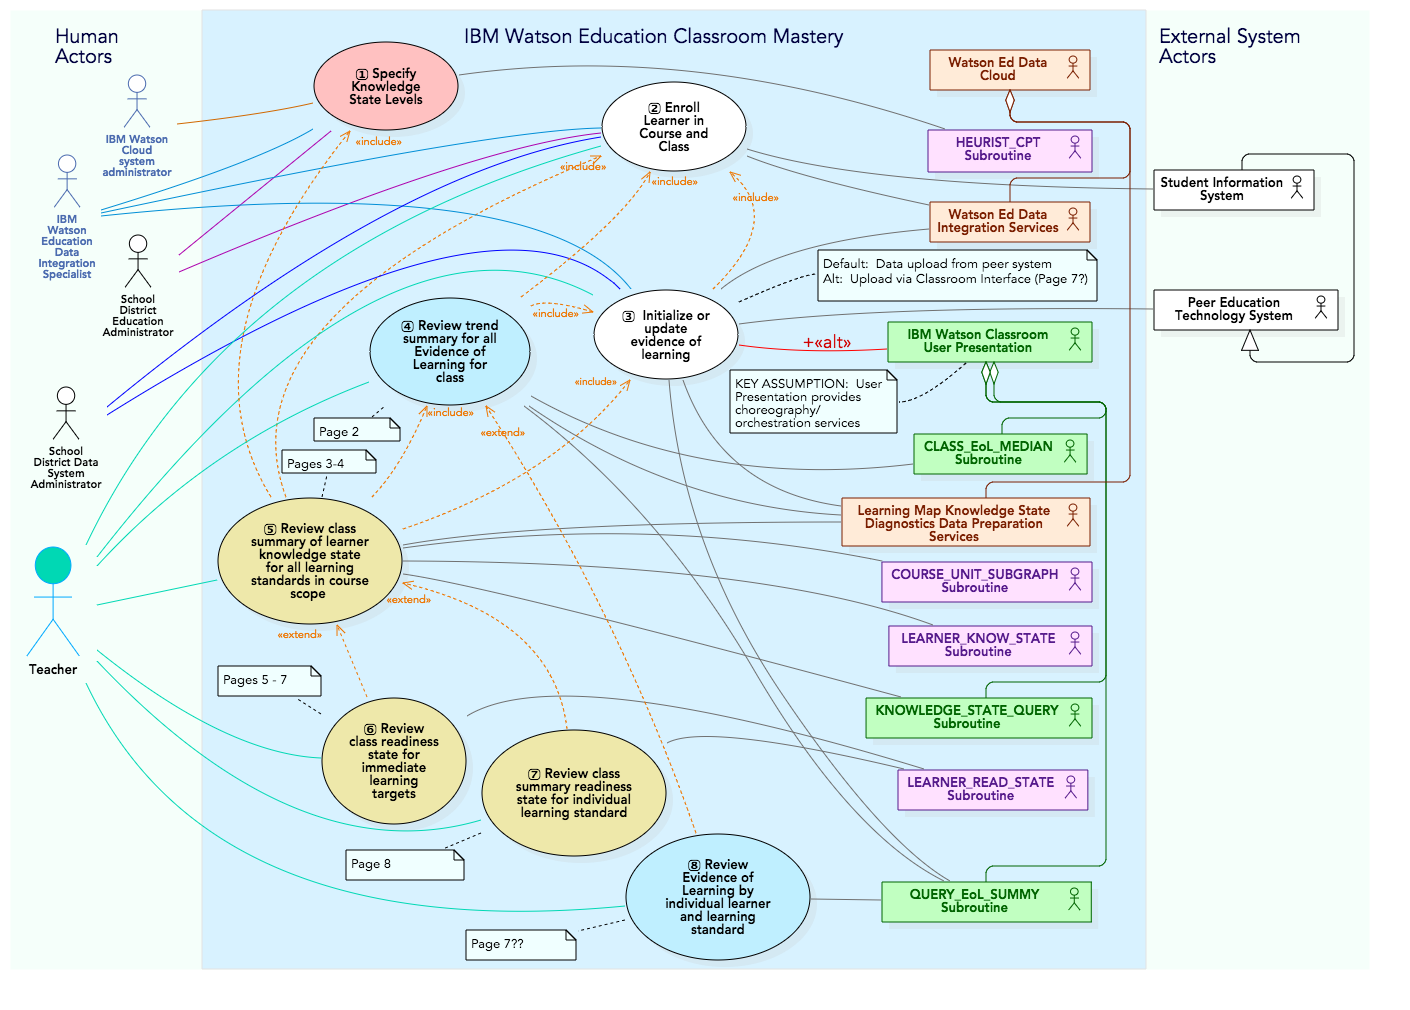 Human
Actors
IBM Watson Education Classroom Mastery
External System
Actors
IBM Watson
Cloud
system
administrator
IBM
Watson
Education
Data
Integration
Specialist
School
District
Education
Administrator
School
District Data
System
Administrator
Teacher
① Specify
Knowledge
State Levels
«include»
② Enroll
Learner in
Course and
Class
«include»
«include»
«include»
③ Initialize or
update
evidence of
learning
«include»
«include»
④ Review trend
summary for all
Evidence of
Learning for
class
«include»
«extend»
Page 2
Pages 3-4
⑤ Review class
summary of learner
knowledge state
for all learning
standards in course
scope
«extend»
«extend»
Pages 5 - 7
⑥ Review
class readiness
state for
immediate
learning
targets
⑦ Review class
summary readiness
state for individual
learning standard
Page 8
⑧ Review
Evidence of
Learning by
individual learner
and learning
standard
Page 7??
Watson Ed Data
Cloud
HEURIST_CPT
Subroutine
Watson Ed Data
Integration Services
Default:  Data upload from peer system
Alt:  Upload via Classroom Interface (Page 7?)
+«alt»
IBM Watson Classroom
User Presentation
KEY ASSUMPTION:  User
Presentation provides
choreography/
orchestration services
CLASS_EoL_MEDIAN
Subroutine
Learning Map Knowledge State
Diagnostics Data Preparation
Services
COURSE_UNIT_SUBGRAPH
Subroutine
LEARNER_KNOW_STATE
Subroutine
KNOWLEDGE_STATE_QUERY
Subroutine
LEARNER_READ_STATE
Subroutine
QUERY_EoL_SUMMY
Subroutine
Student Information
System
Peer Education
Technology System